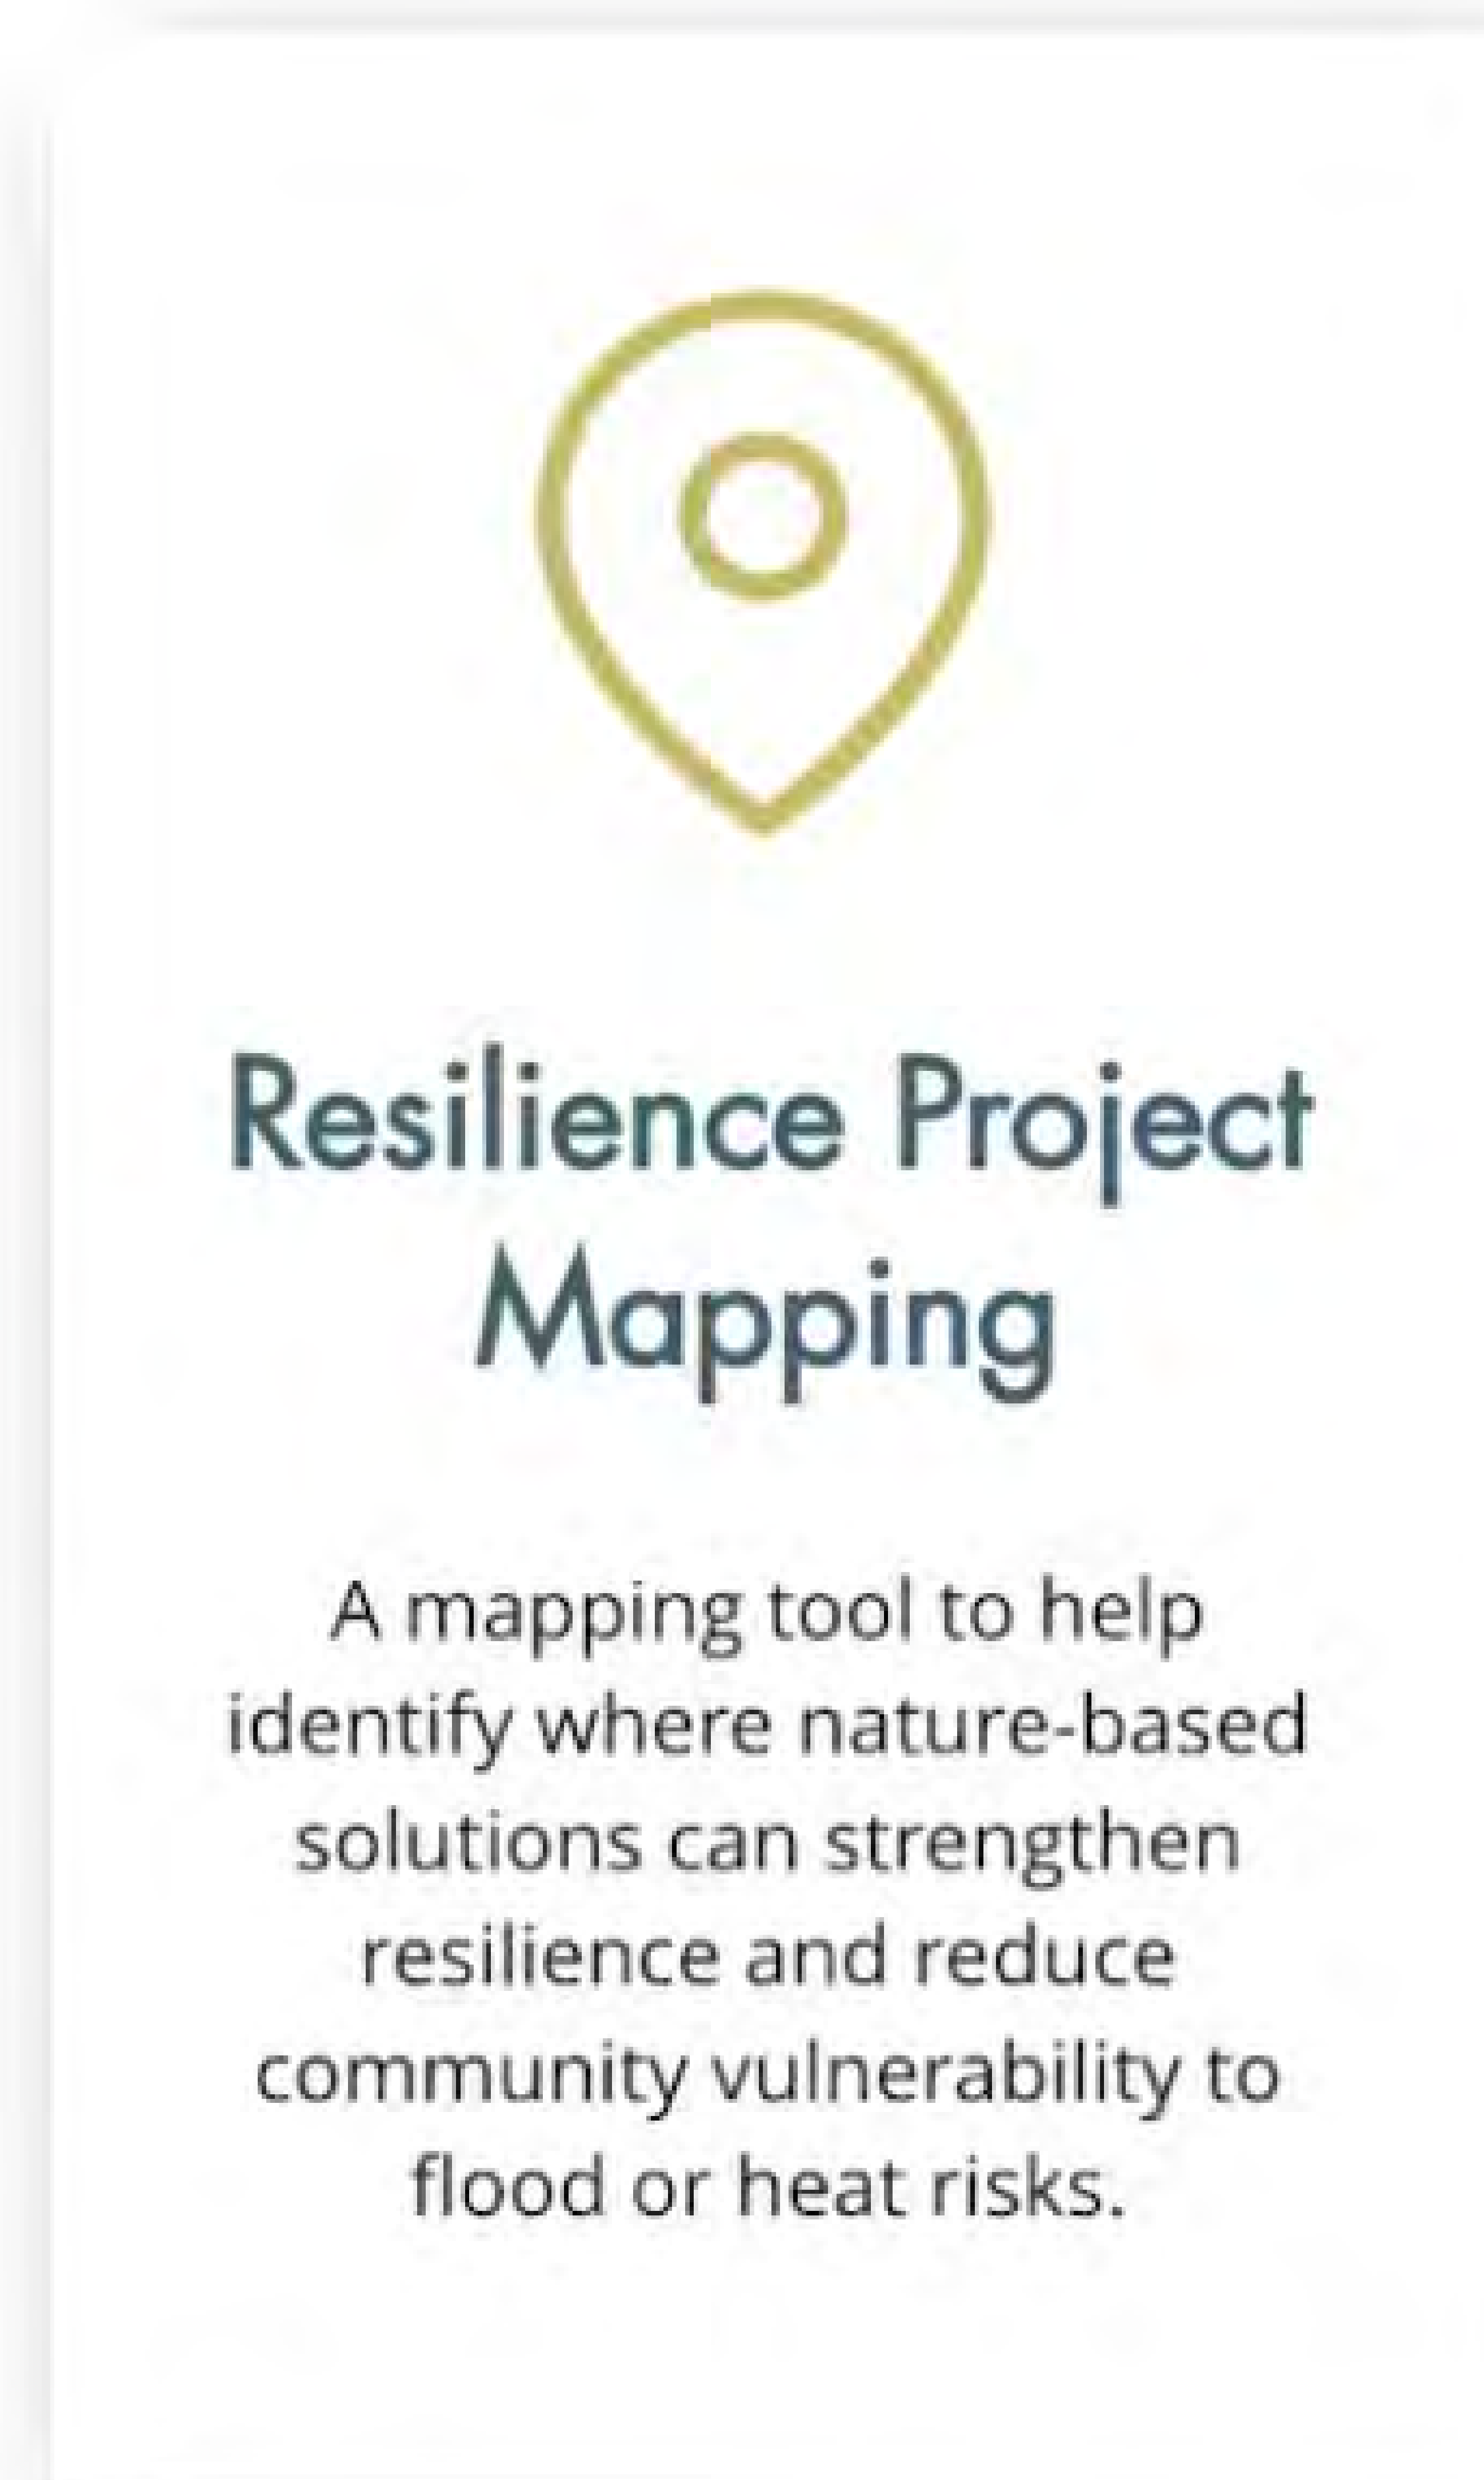 Resilience Project
Mapping
A mapping tool to help
identify where nature-based
solutions can strengthen
resilience and reduce
community vulnerability to
flood or heat risks.